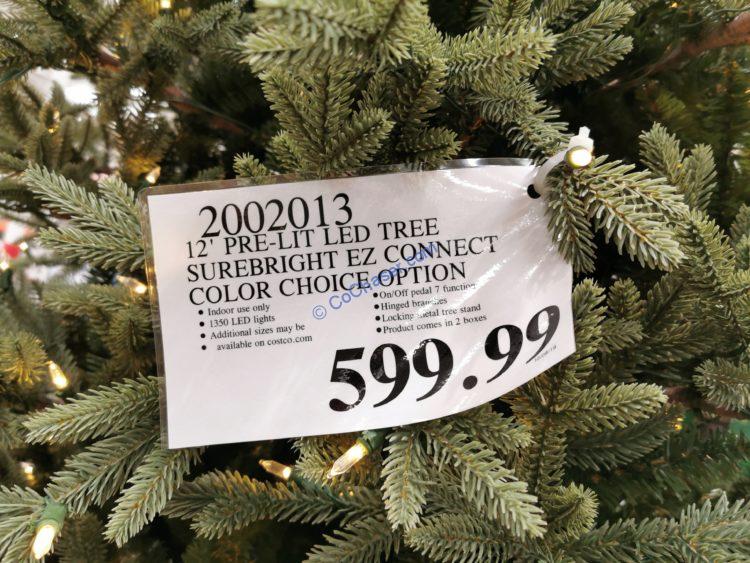 2002013
12' PRE-LIT LED TREE
SUREBRIGHT EZ CONNECT
COLOR CHOICE OPTION
• Indoor use only
• 1350 LED lights
• Additional sizes may be
• available on costco.com
• On/Off pedal 7 function
• Hinged branches
• Locking metal tree stand
• Product comes in 2 boxes
599.99
© CoChaser.com